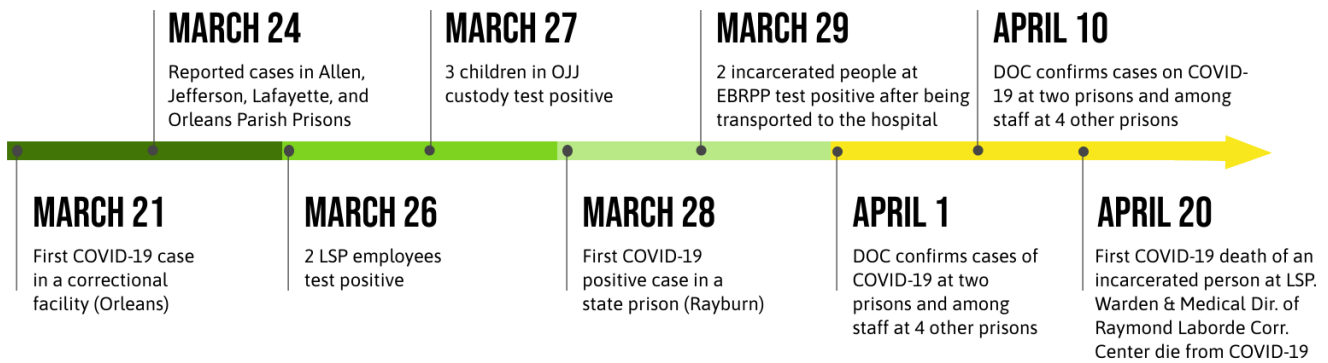 MARCH 24
Reported cases in Allen,
Jefferson, Lafayette, and
Orleans Parish Prisons
MARCH 27
3 children in OJJ
custody test positive
MARCH 29
2 incarcerated people at
EBRPP test positive after being
transported to the hospital
APRIL 10
DOC confirms cases on COVID-
19 at two prisons and among
staff at 4 other prisons
MARCH 21
First COVID-19 case
in a correctional
facility (Orleans)
MARCH 26
2 LSP employees
test positive
MARCH 28
First COVID-19
positive case in a
state prison (Rayburn)
APRIL 1
DOC confirms cases of
COVID-19 at two
prisons and among
staff at 4 other prisons
APRIL 20
First COVID-19 death of an
incarcerated person at LSP.
Warden & Medical Dir. of
Raymond Laborde Corr.
Center die from COVID-19